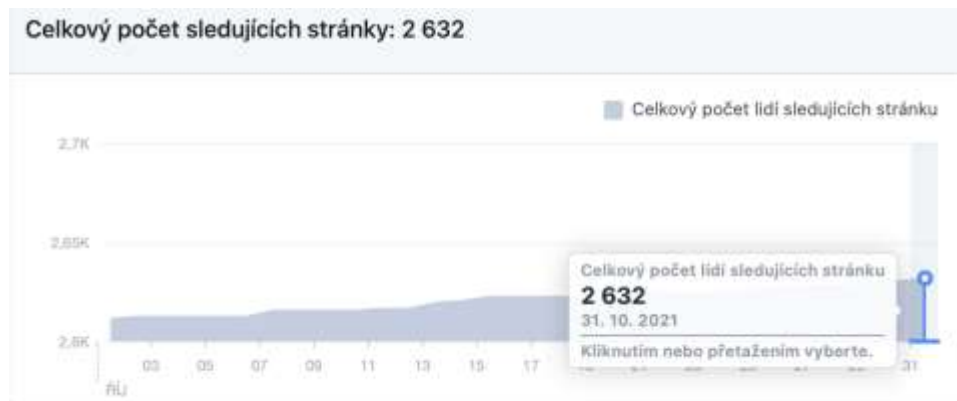 Celkový počet sledujících stránky: 2 632
Celkový počet lidí sledujících stránku
2,7K
2,65K
Celkový počet lidí sledujících stránku
2 632
31. 10. 2021
2,6K
Kliknutím nebo přetažením vyberte.
03 05 07 09 11 13 15 17 31
ŘÍJ